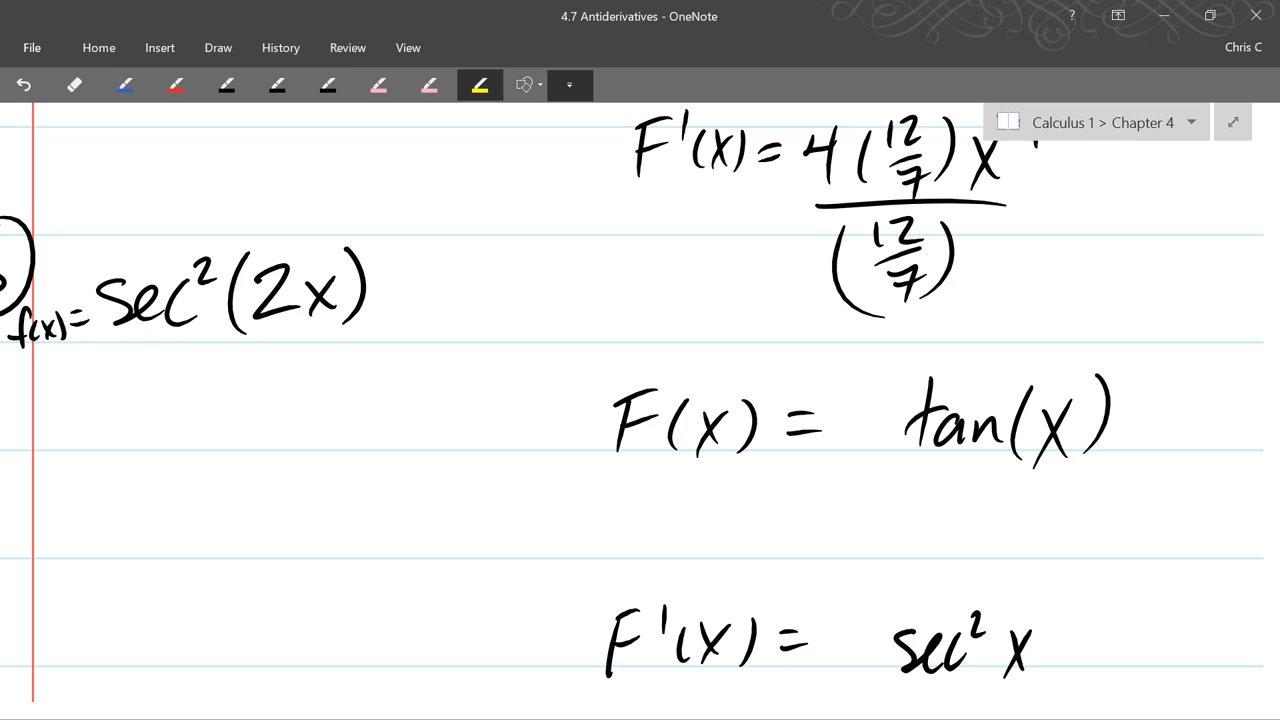 4.7 Antiderivatives - OneNote
?
File Home Insert Draw History Review View
Chris C
Calculus 1 > Chapter 4
F'(x) = 4(12/7)x
(12/7)
f(x) = sec²(2x)
F(x) = tan(x)
F'(x) = sec² x